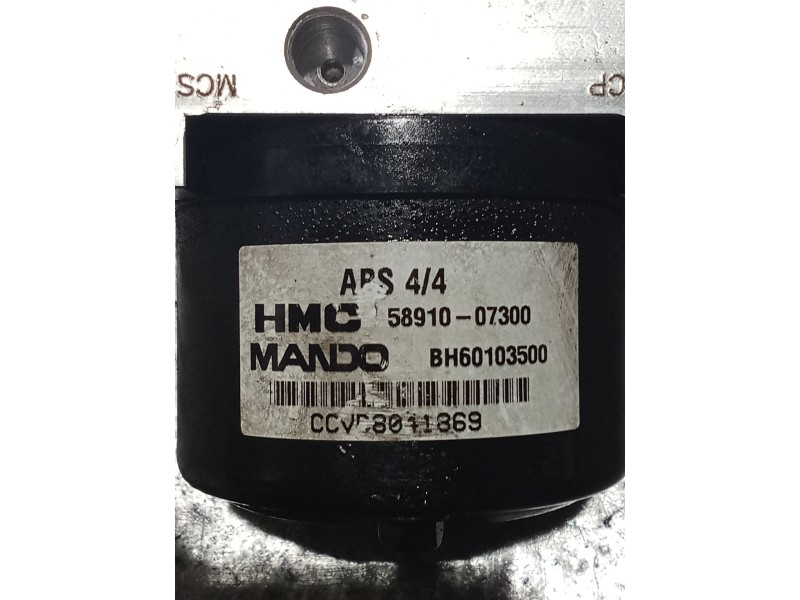 MCS
CP
ABS 4/4
HMC 58910-07300
MANDO BH60103500